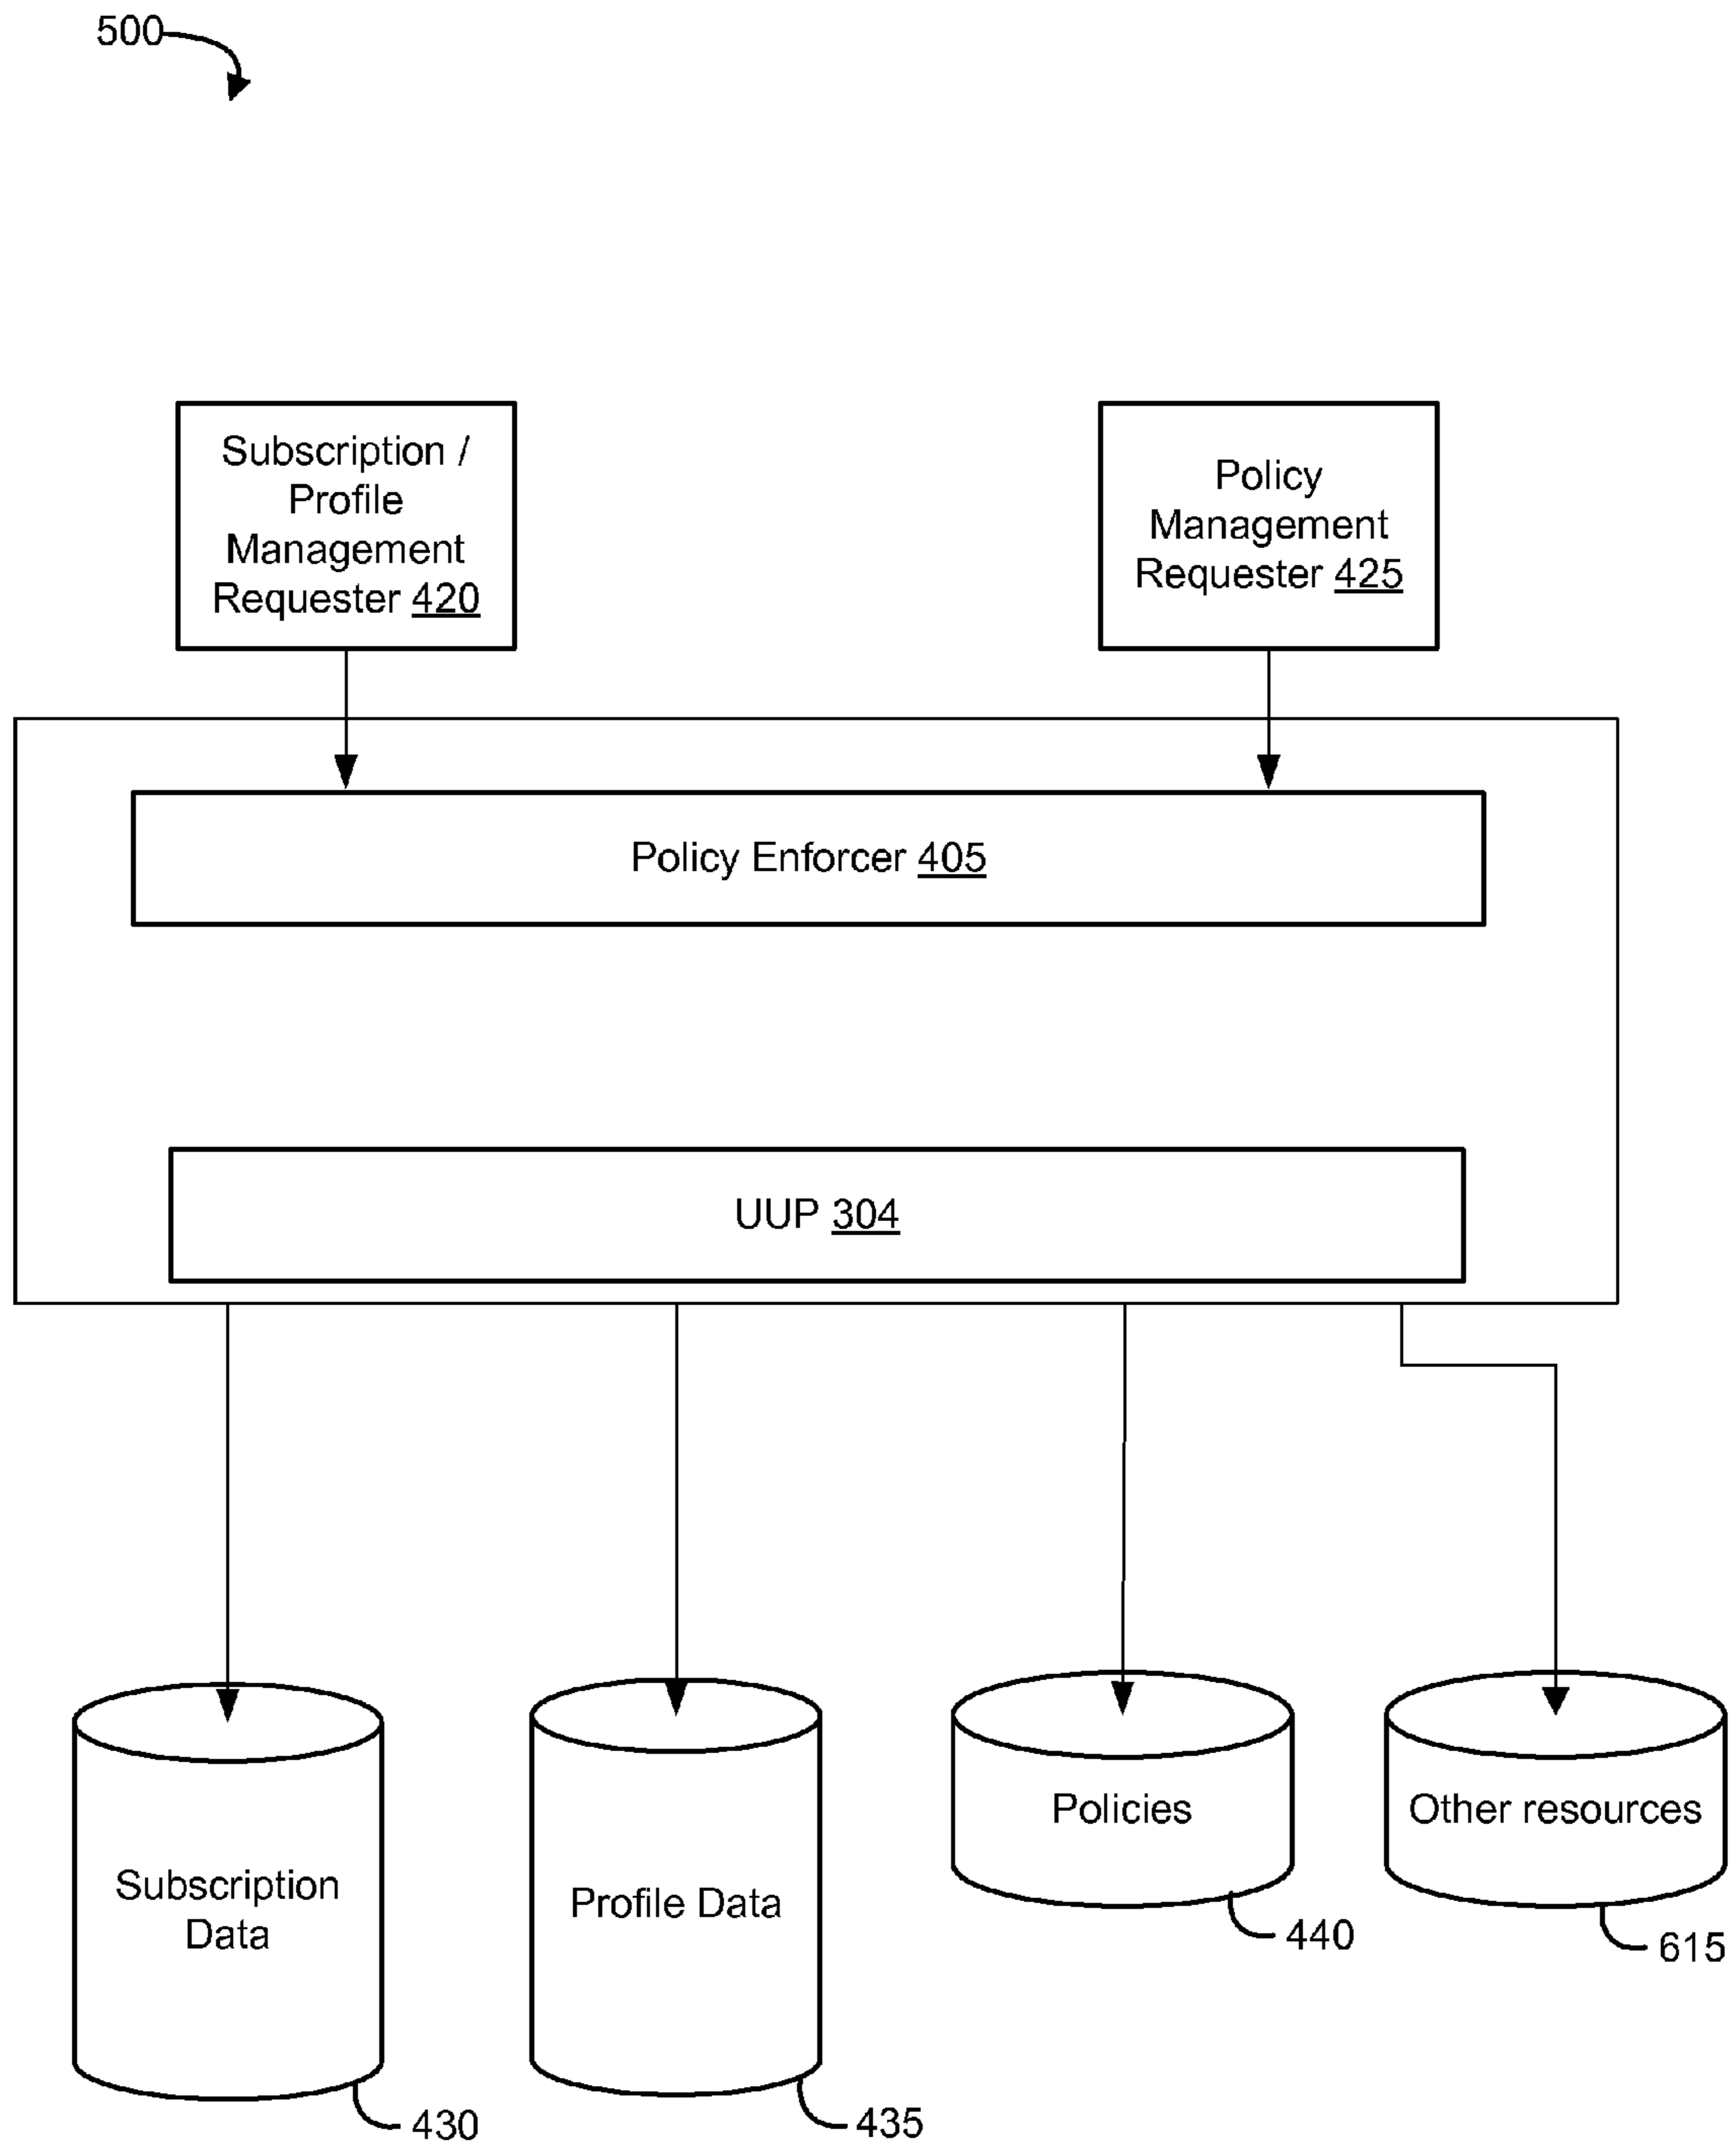 500
Subscription /
Profile
Management
Requester 420
Policy
Management
Requester 425
Policy Enforcer 405
UUP 304
Subscription
Data
Profile Data
Policies
Other resources
440
615
430
435